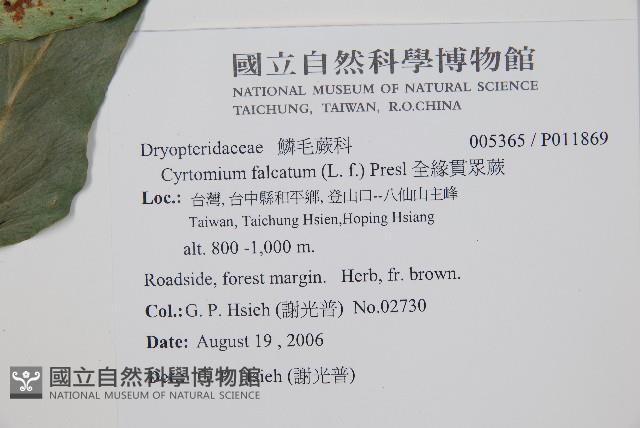 國立自然科學博物館
NATIONAL MUSEUM OF NATURAL SCIENCE
TAICHUNG, TAIWAN, R.O.CHINA
Dryopteridaceae 鱗毛蕨科 005365 / P011869
Cyrtomium falcatum (L. f.) Presl 全緣貫眾蕨
Loc.: 台灣, 台中縣和平鄉, 登山口--八仙山主峰
Taiwan, Taichung Hsien,Hoping Hsiang
alt. 800 -1,000 m.
Roadside, forest margin. Herb, fr. brown.
Col.: G. P. Hsieh (謝光普) No.02730
Date: August 19 , 2006
Hsieh (謝光普)
國立自然科學博物館
NATIONAL MUSEUM OF NATURAL SCIENCE